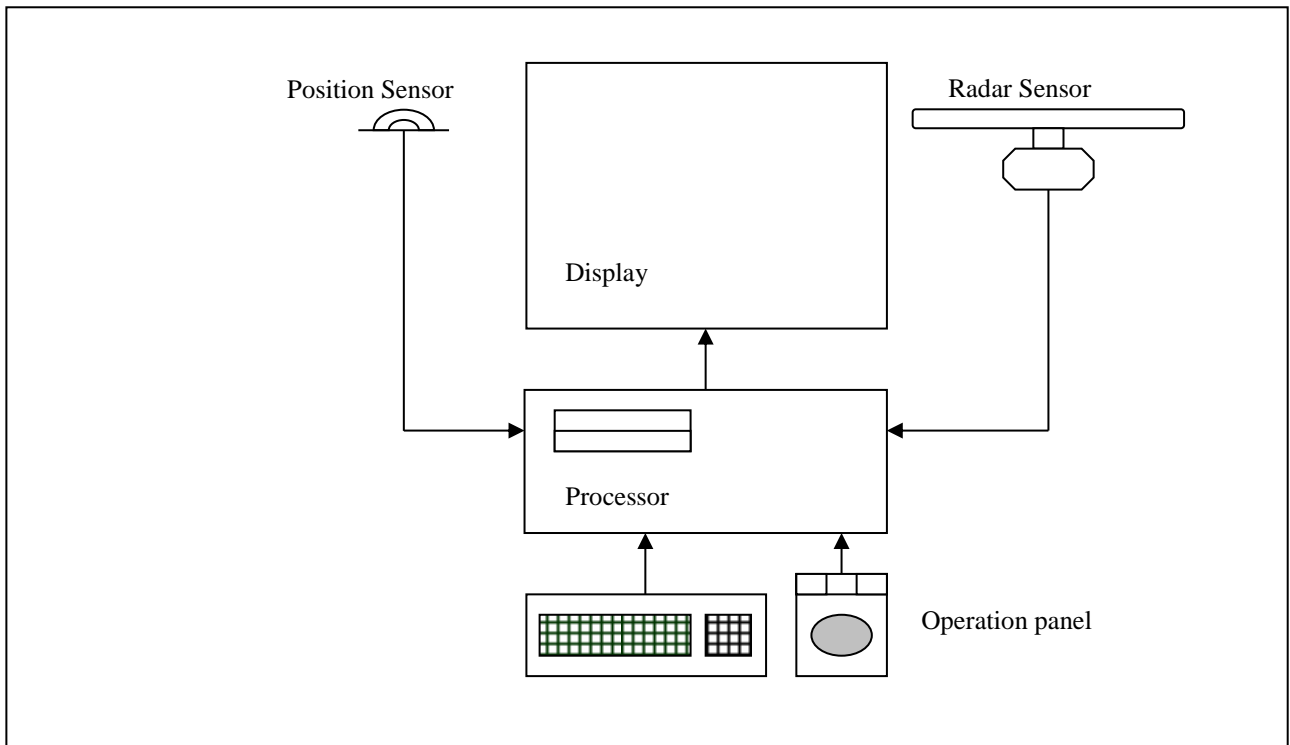 Position Sensor
Radar Sensor
Display
Processor
Operation panel